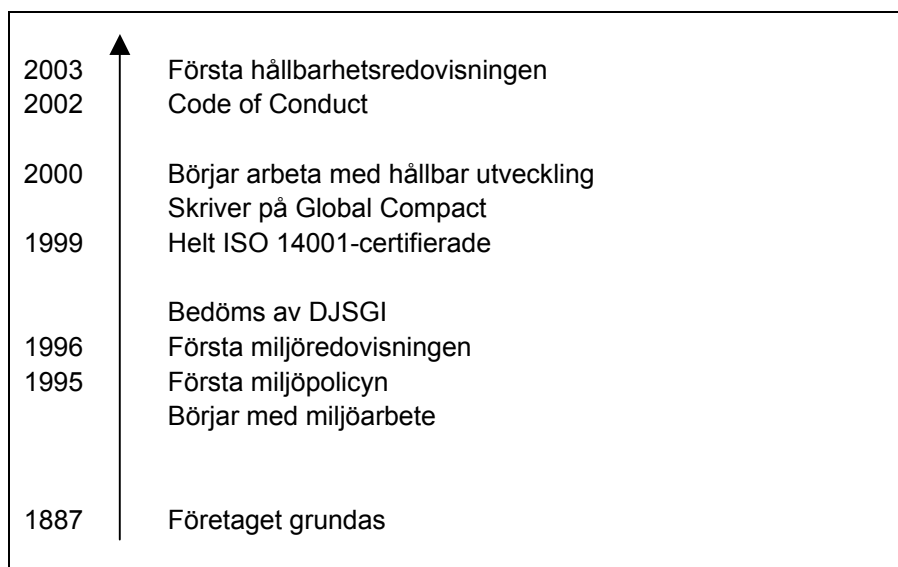 2003 Första hållbarhetsredovisningen
2002 Code of Conduct
2000 Börjar arbeta med hållbar utveckling
Skriver på Global Compact
1999 Helt ISO 14001-certifierade
Bedöms av DJSGI
1996 Första miljöredovisningen
1995 Första miljöpolicyn
Börjar med miljöarbete
1887 Företaget grundas